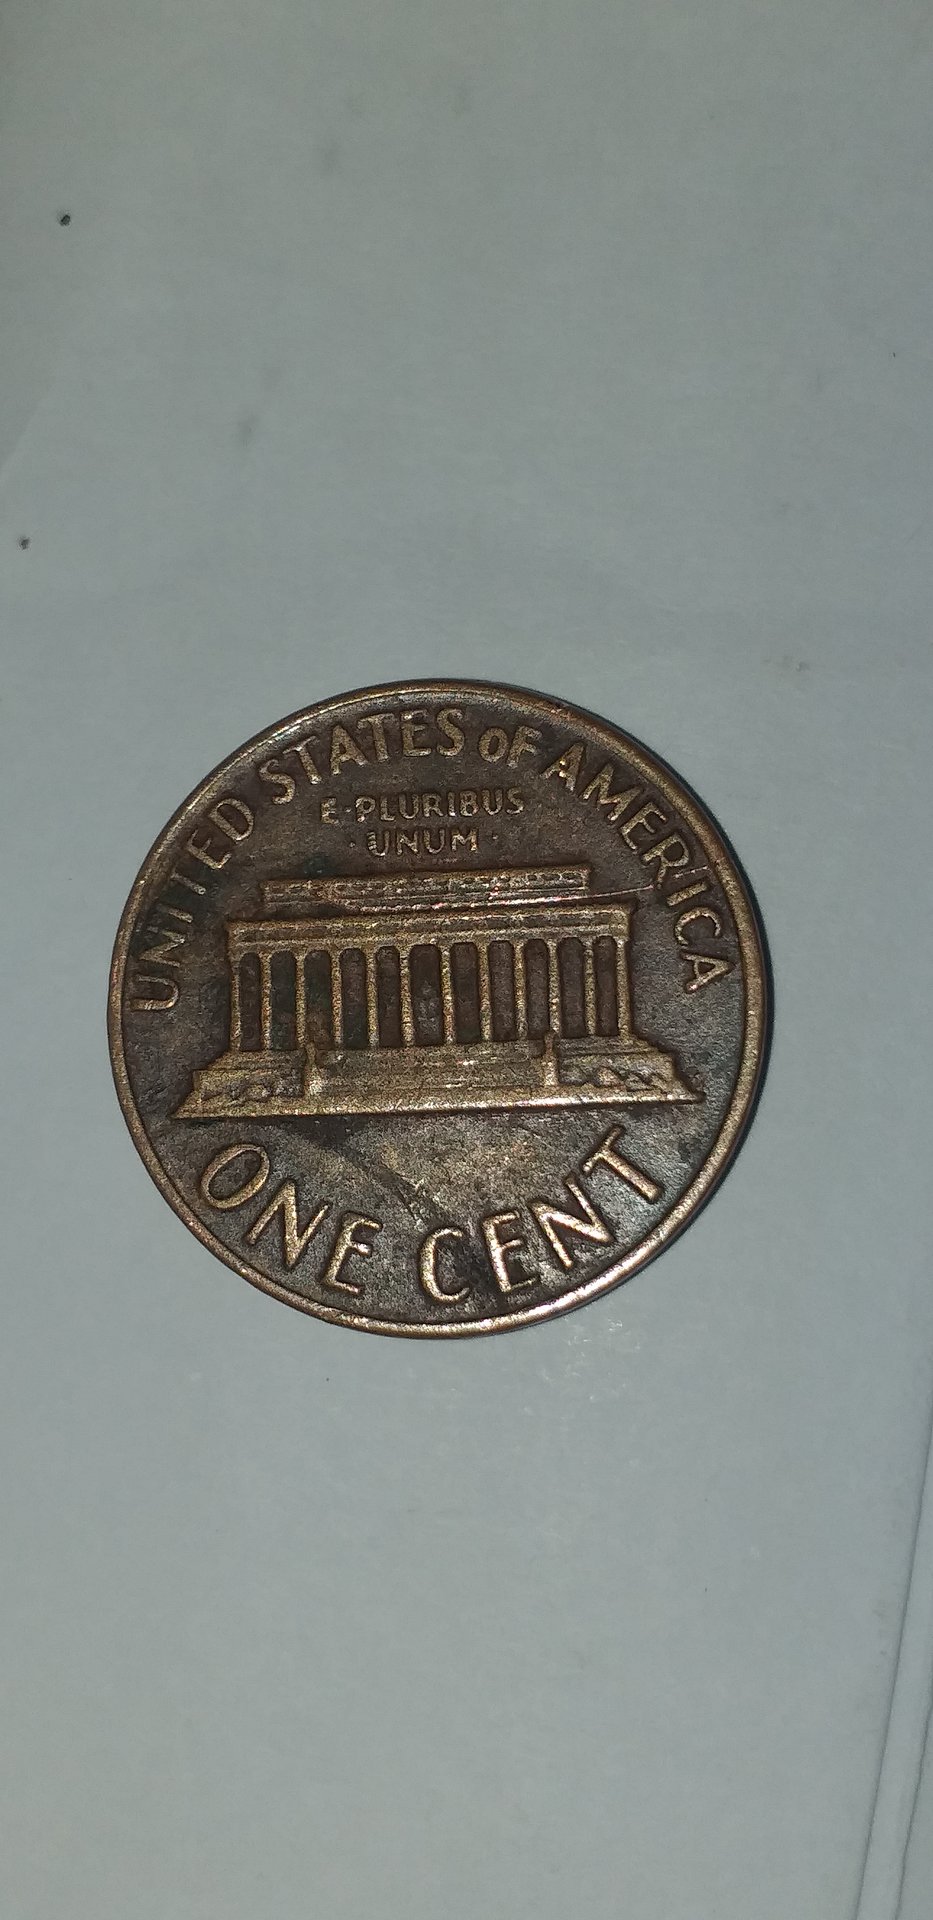 UNITED STATES OF AMERICA
E·PLURIBUS
·UNUM·
ONE CENT